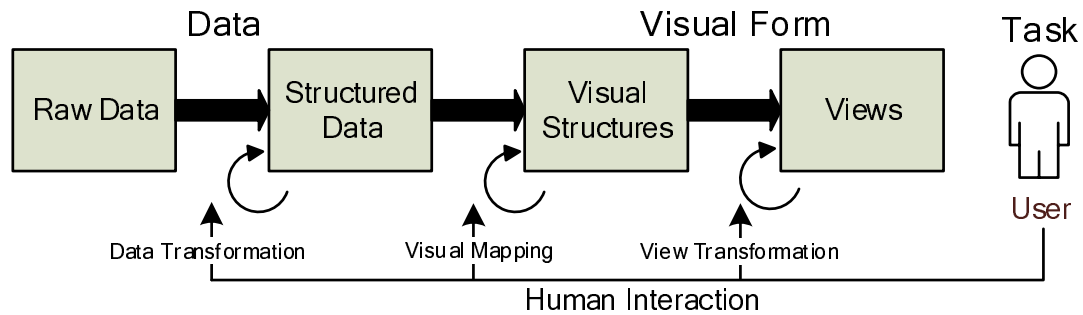 Data
Visual Form
Task
Raw Data
Structured
Data
Visual
Structures
Views
User
Data Transformation
Visual Mapping
View Transformation
Human Interaction